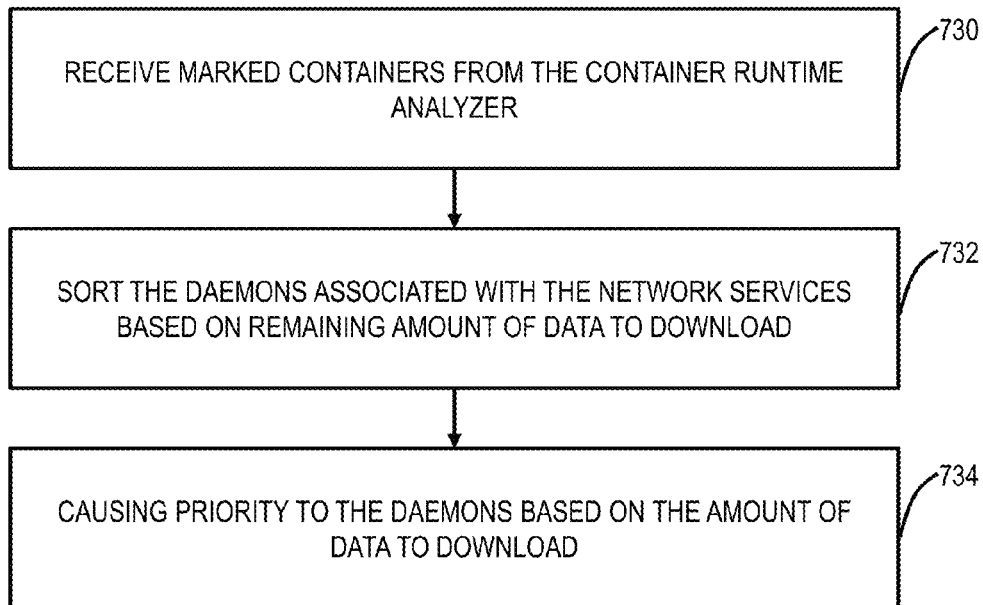 RECEIVE MARKED CONTAINERS FROM THE CONTAINER RUNTIME
ANALYZER
730
SORT THE DAEMONS ASSOCIATED WITH THE NETWORK SERVICES
BASED ON REMAINING AMOUNT OF DATA TO DOWNLOAD
732
CAUSING PRIORITY TO THE DAEMONS BASED ON THE AMOUNT OF
DATA TO DOWNLOAD
734